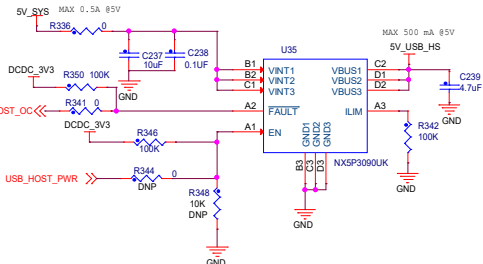 5V_SYS MAX 0.5A @5V
R336 0
MAX 500 mA @5V
5V_USB_HS
C237
10uF
C238
0.1UF
U35
DCDC_3V3
R350 100K
GND
B1 VINT1 VBUS1 C2
B2 VINT2 VBUS2 D1
C1 VINT3 VBUS3 D2
C239
4.7uF
GND
OST_OC R341 0
A2 FAULT ILIM A3
DCDC_3V3
R346
100K
A1 EN
GND1
GND2
GND3
R342
100K
B3
C3
D3
NX5P3090UK
USB_HOST_PWR R344 0
DNP
R348
10K
DNP
GND
GND
GND